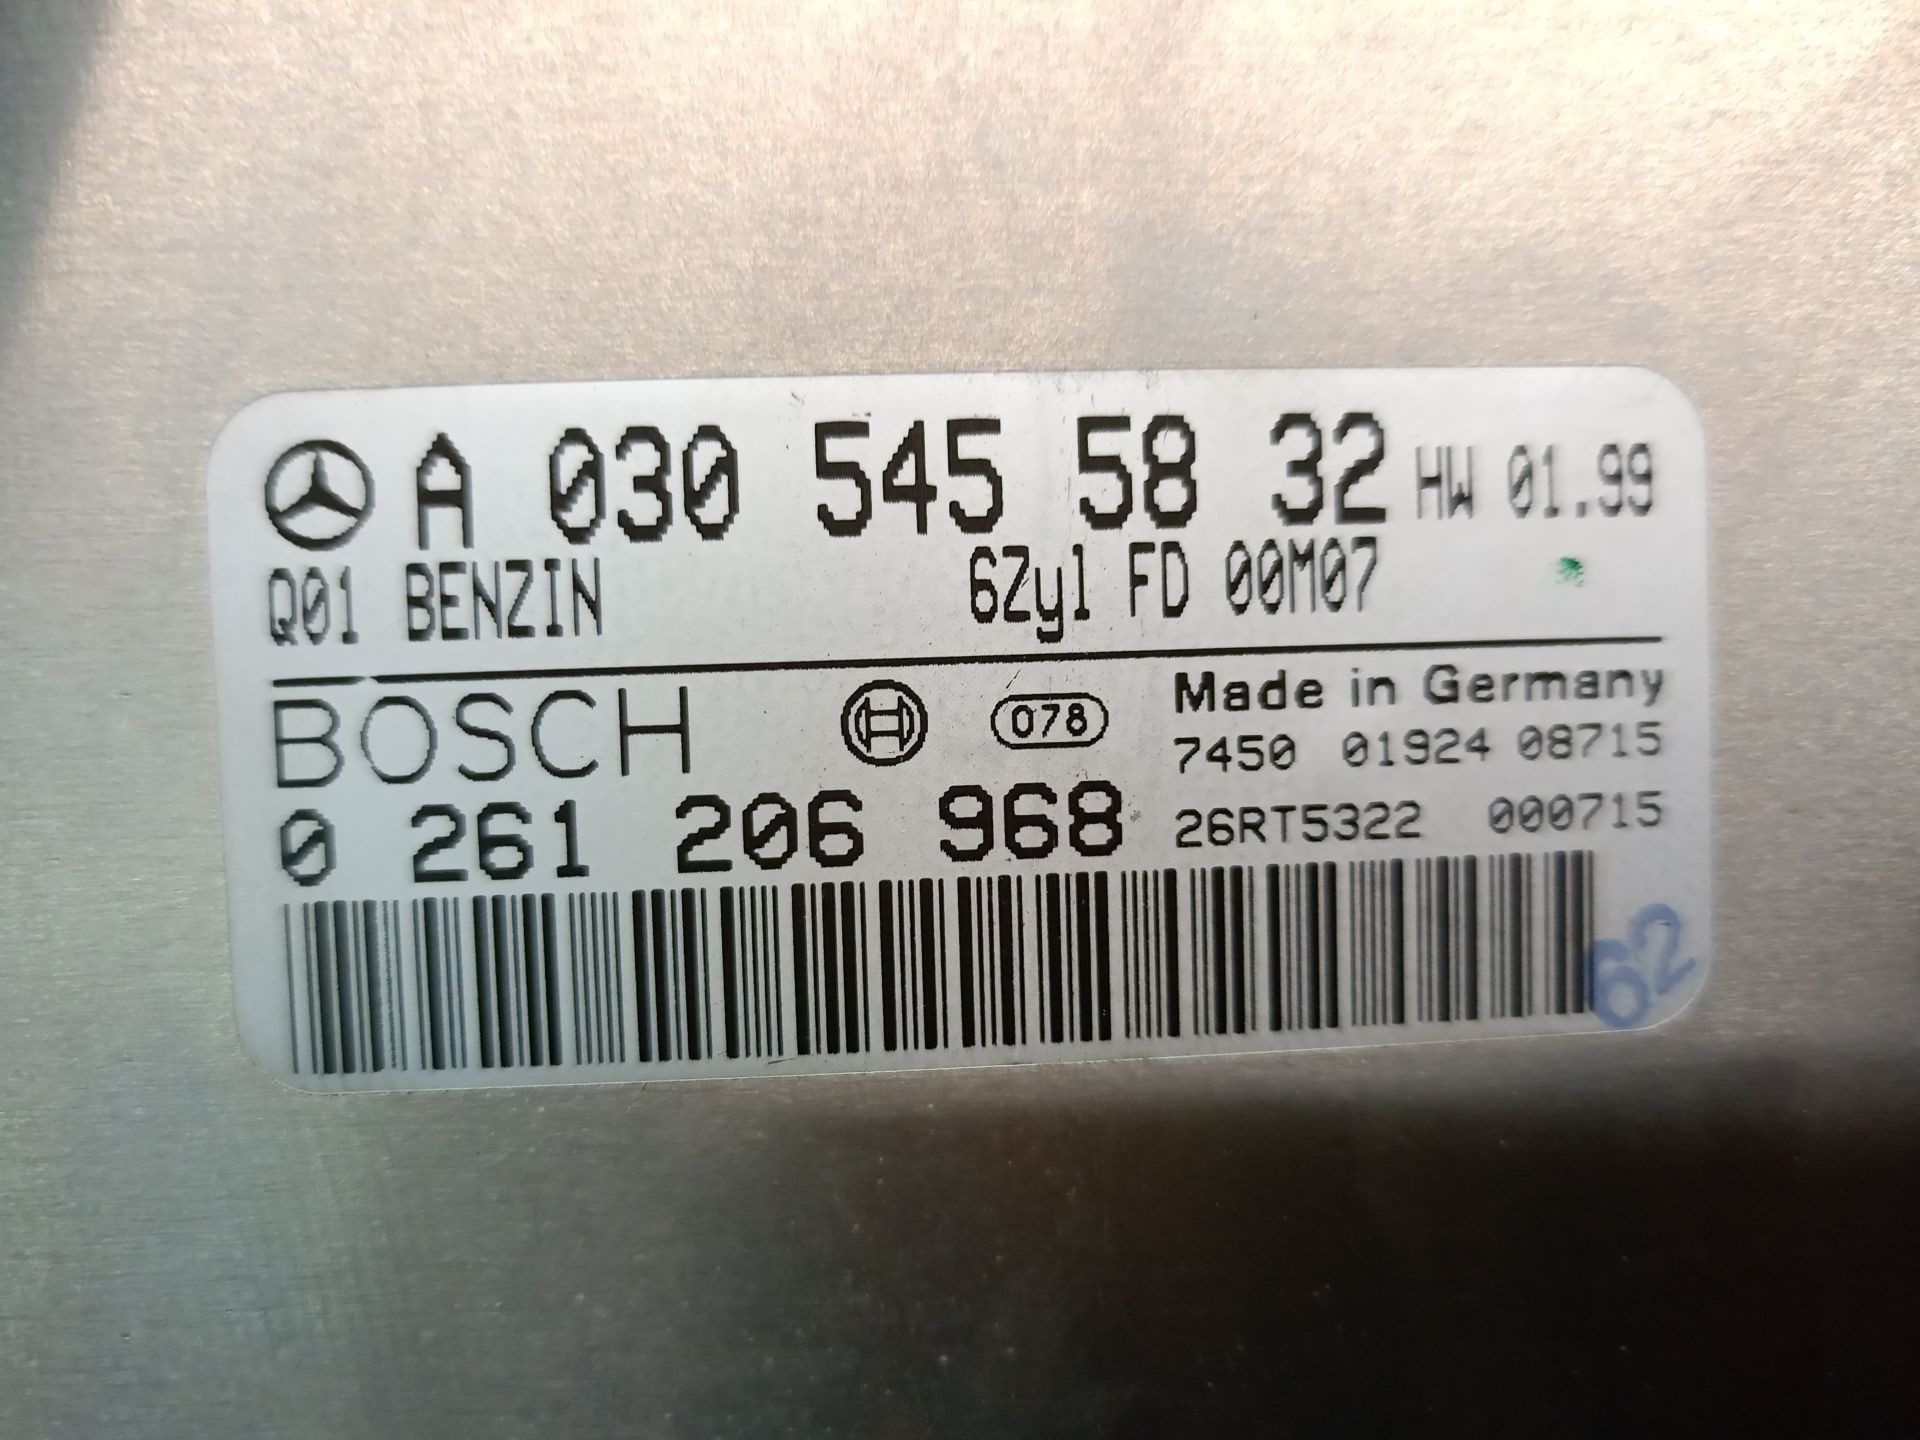 A 030 545 58 32 HW 01.99
Q01 BENZIN 6Zyl FD 00M07
BOSCH 078 Made in Germany
7450 01924 08715
0 261 206 968 26RT5322 000715
62